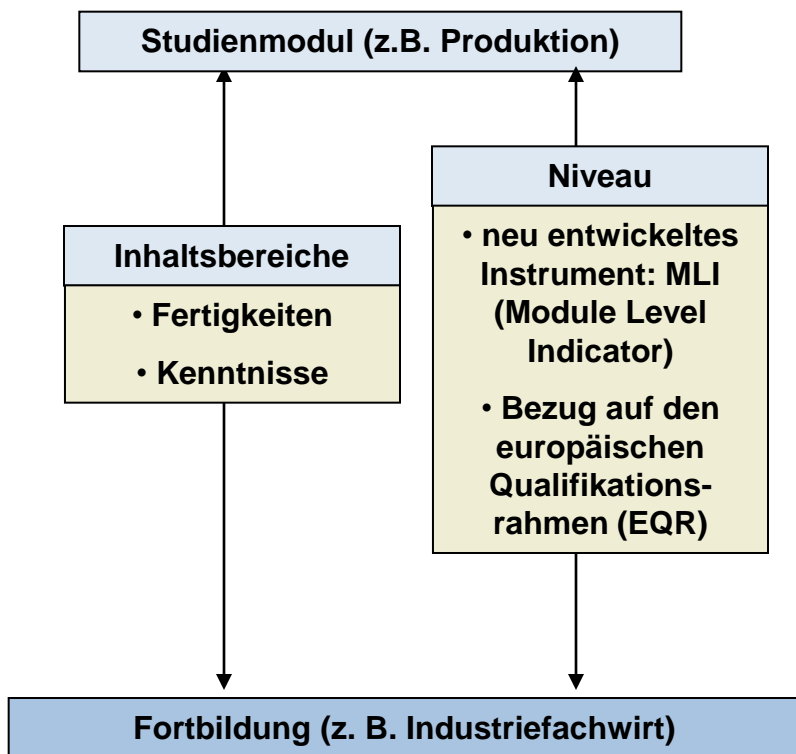 Studienmodul (z.B. Produktion)
Inhaltsbereiche
• Fertigkeiten
• Kenntnisse
Niveau
• neu entwickeltes
Instrument: MLI
(Module Level
Indicator)
• Bezug auf den
europäischen
Qualifikations-
rahmen (EQR)
Fortbildung (z. B. Industriefachwirt)